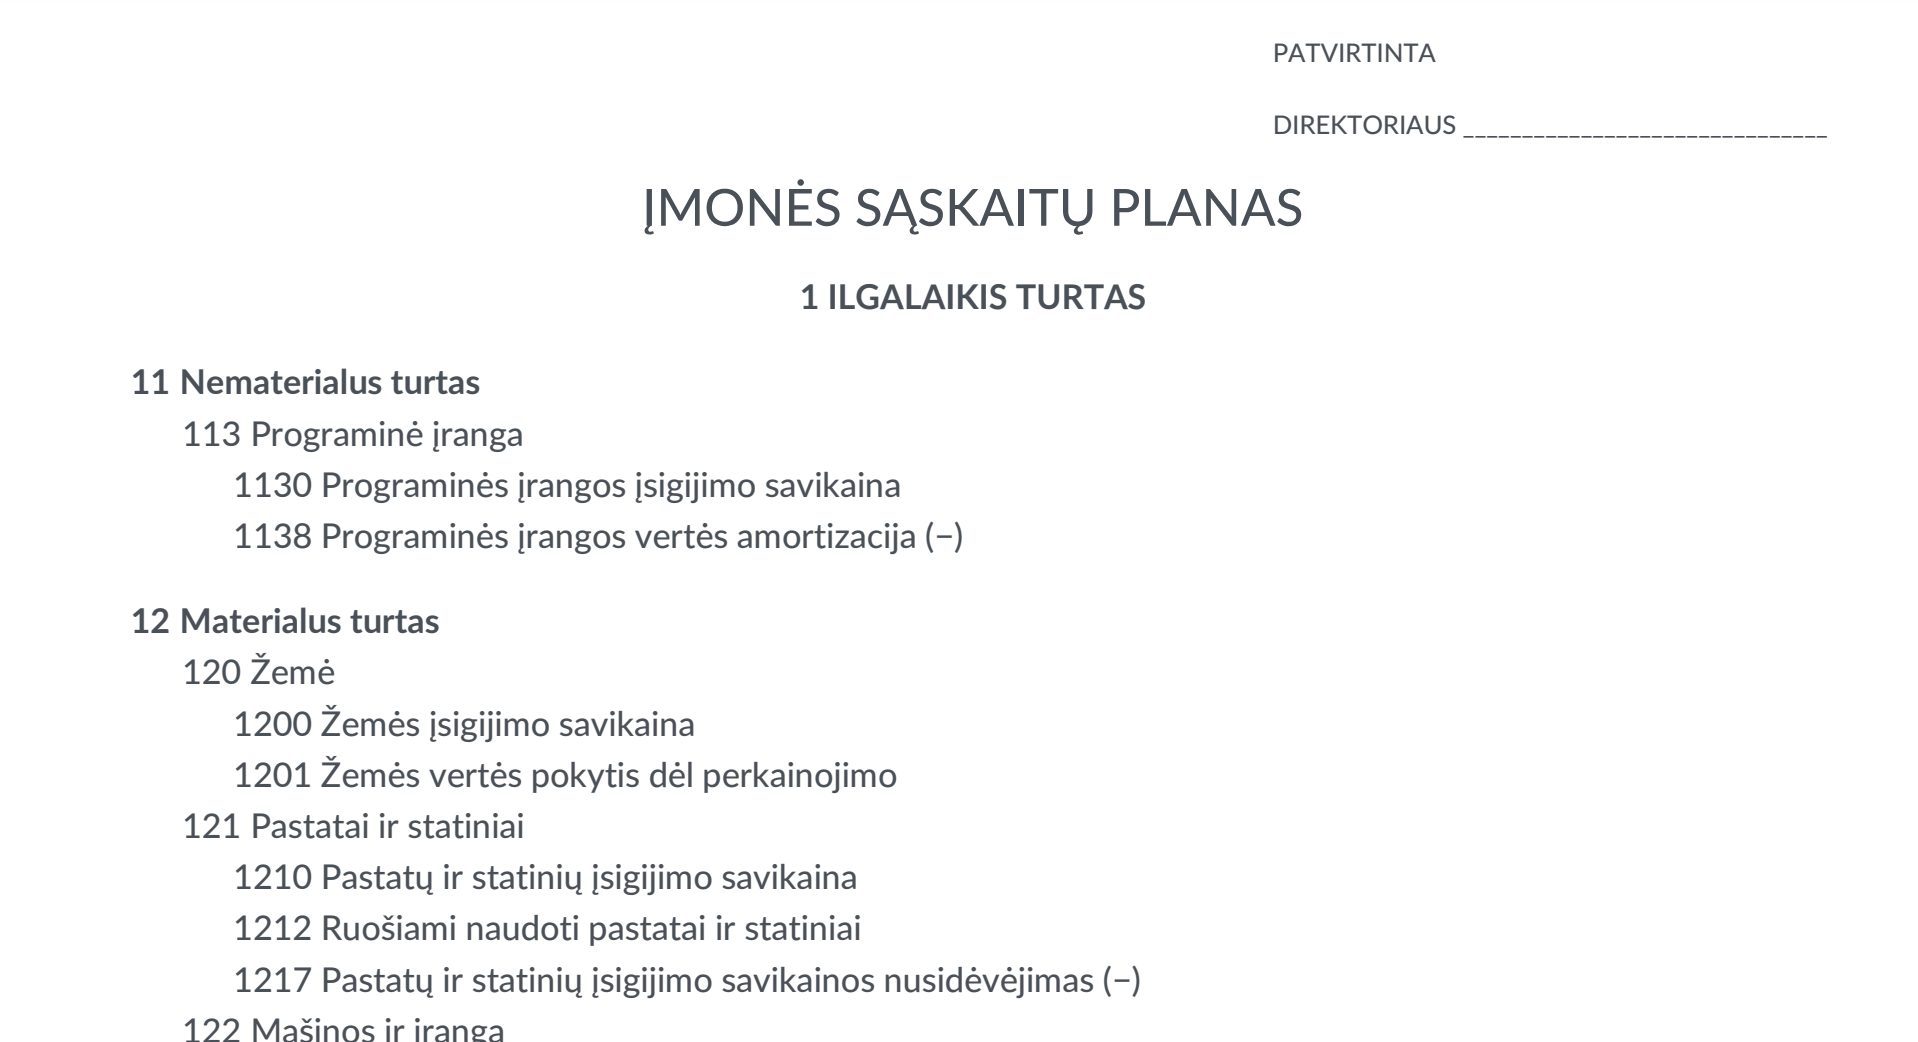 PATVIRTINTA
DIREKTORIAUS ______________________________
ĮMONĖS SĄSKAITŲ PLANAS
1 ILGALAIKIS TURTAS
11 Nematerialus turtas
113 Programinė įranga
1130 Programinės įrangos įsigijimo savikaina
1138 Programinės įrangos vertės amortizacija (−)
12 Materialus turtas
120 Žemė
1200 Žemės įsigijimo savikaina
1201 Žemės vertės pokytis dėl perkainojimo
121 Pastatai ir statiniai
1210 Pastatų ir statinių įsigijimo savikaina
1212 Ruošiami naudoti pastatai ir statiniai
1217 Pastatų ir statinių įsigijimo savikainos nusidėvėjimas (−)
122 Mašinos ir įranga